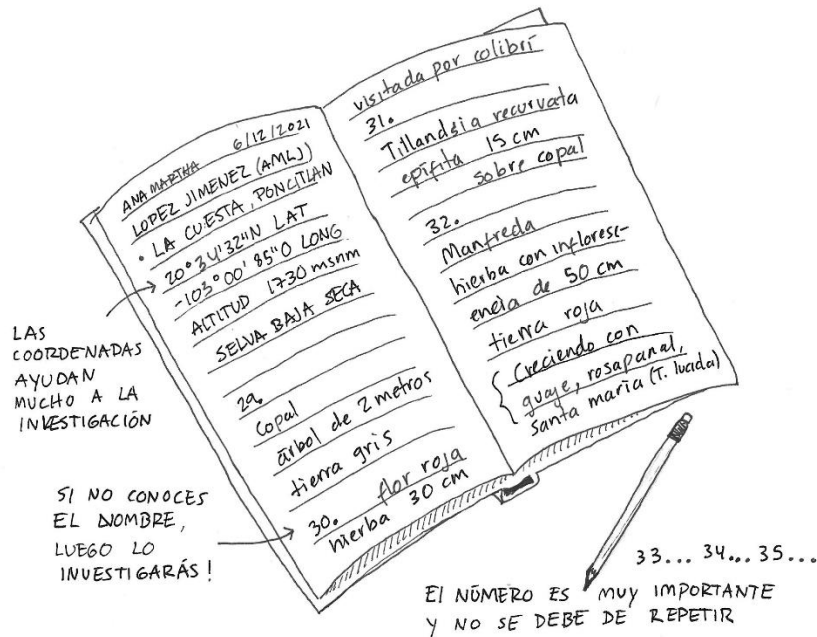 ANA MARTHA 6/12/2021
LOPEZ JIMENEZ (AMLJ)
• LA CUESTA, PONCITLAN
20°34'32"N LAT
-103°00'85"O LONG
ALTITUD 1730 msnm
SELVA BAJA SECA
29.
Copal
árbol de 2 metros
tierra gris
30. flor roja
hierba 30 cm
visitada por colibrí
31.
Tillandsia recurvata
epífita 15 cm
sobre copal
32.
Manfreda
hierba con infloresc-
encia de 50 cm
tierra roja
Creciendo con
guaje, rosapanal,
santa maria (T. lucida)
LAS
COORDENADAS
AYUDAN
MUCHO A LA
INVESTIGACIÓN
SI NO CONOCES
EL NOMBRE,
LUEGO LO
INVESTIGARÁS!
33... 34... 35...
El NÚMERO ES MUY IMPORTANTE
Y NO SE DEBE DE REPETIR